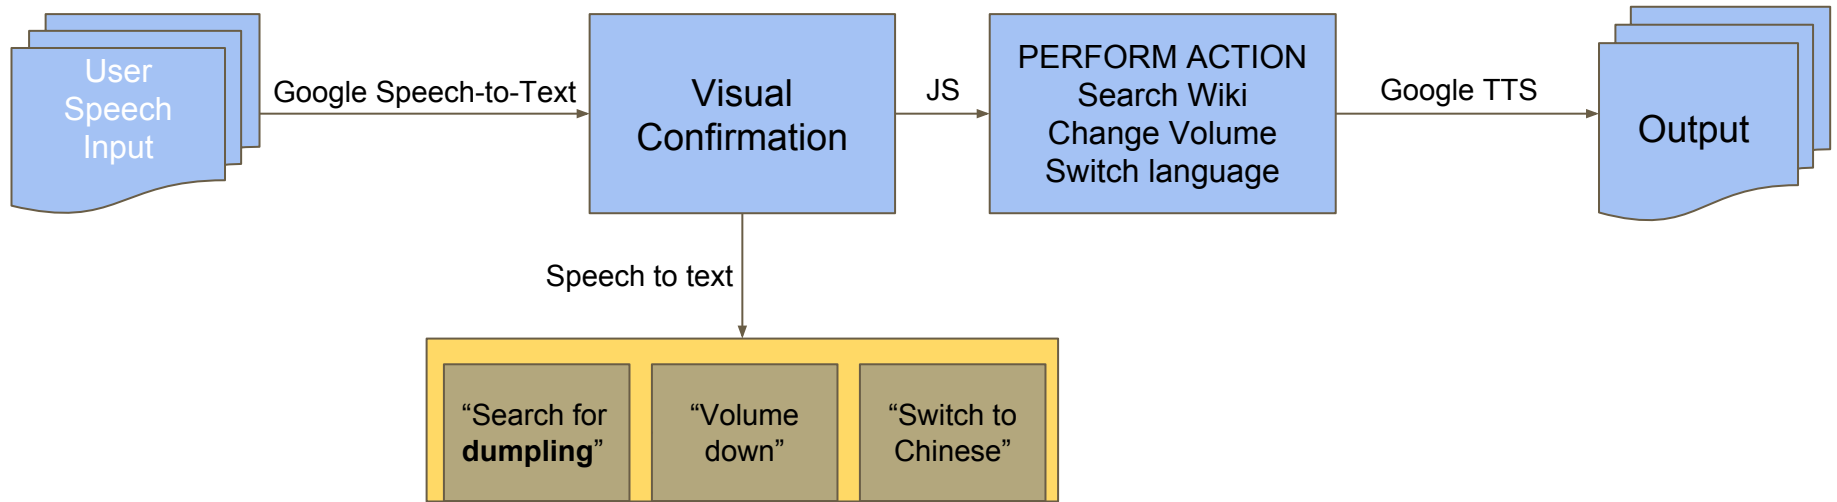 User
Speech
Input
Google Speech-to-Text
Visual
Confirmation
JS
PERFORM ACTION
Search Wiki
Change Volume
Switch language
Google TTS
Output
Speech to text
“Search for
dumpling”
“Volume
down”
“Switch to
Chinese”